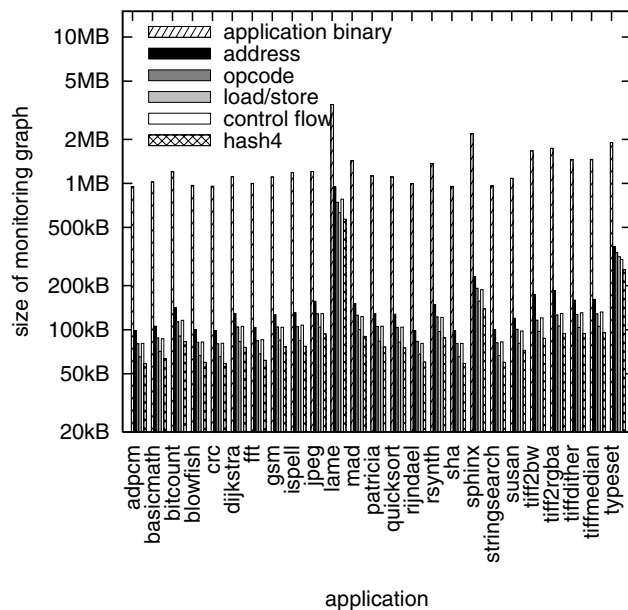 10MB
5MB
2MB
1MB
500kB
200kB
100kB
50kB
20kB
size of monitoring graph
application binary
address
opcode
load/store
control flow
hash4
adpcm
basicmath
bitcount
blowfish
crc
dijkstra
fft
gsm
ispell
jpeg
lame
mad
patricia
quicksort
rijndael
rsynth
sha
sphinx
stringsearch
susan
tiff2bw
tiff2rgba
tiffdither
tiffmedian
typeset
application